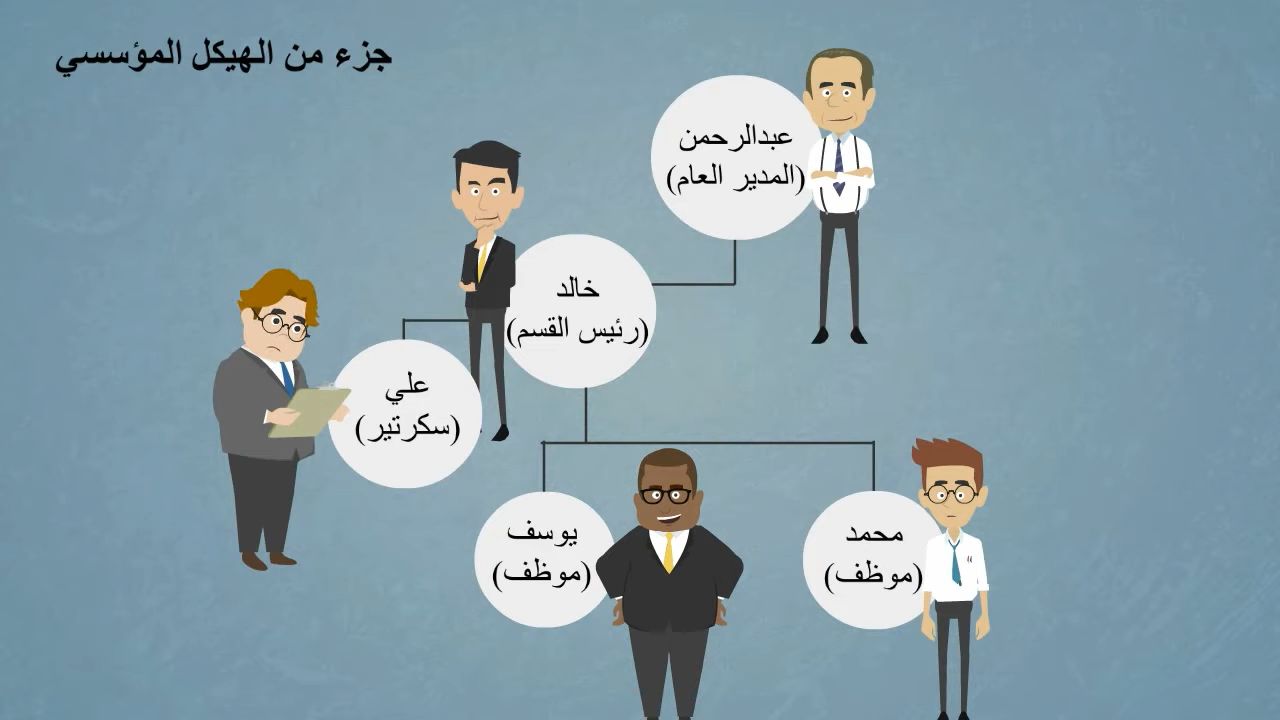 جزء من الهيكل المؤسسي
عبدالرحمن
(المدير العام)
خالد
(رئيس القسم)
علي
(سكرتير)
يوسف
(موظف)
محمد
(موظف)